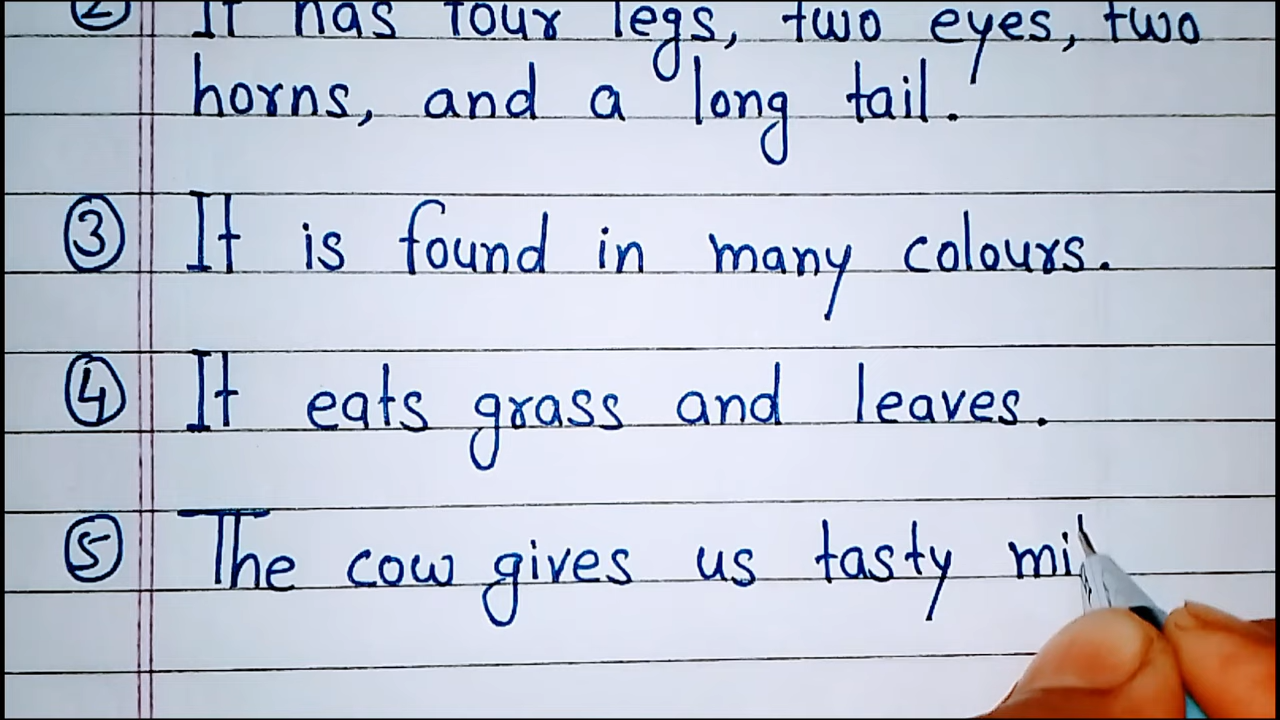 ② It has four legs, two eyes, two
horns, and a long tail.
③ It is found in many colours.
④ It eats grass and leaves.
⑤ The cow gives us tasty mi